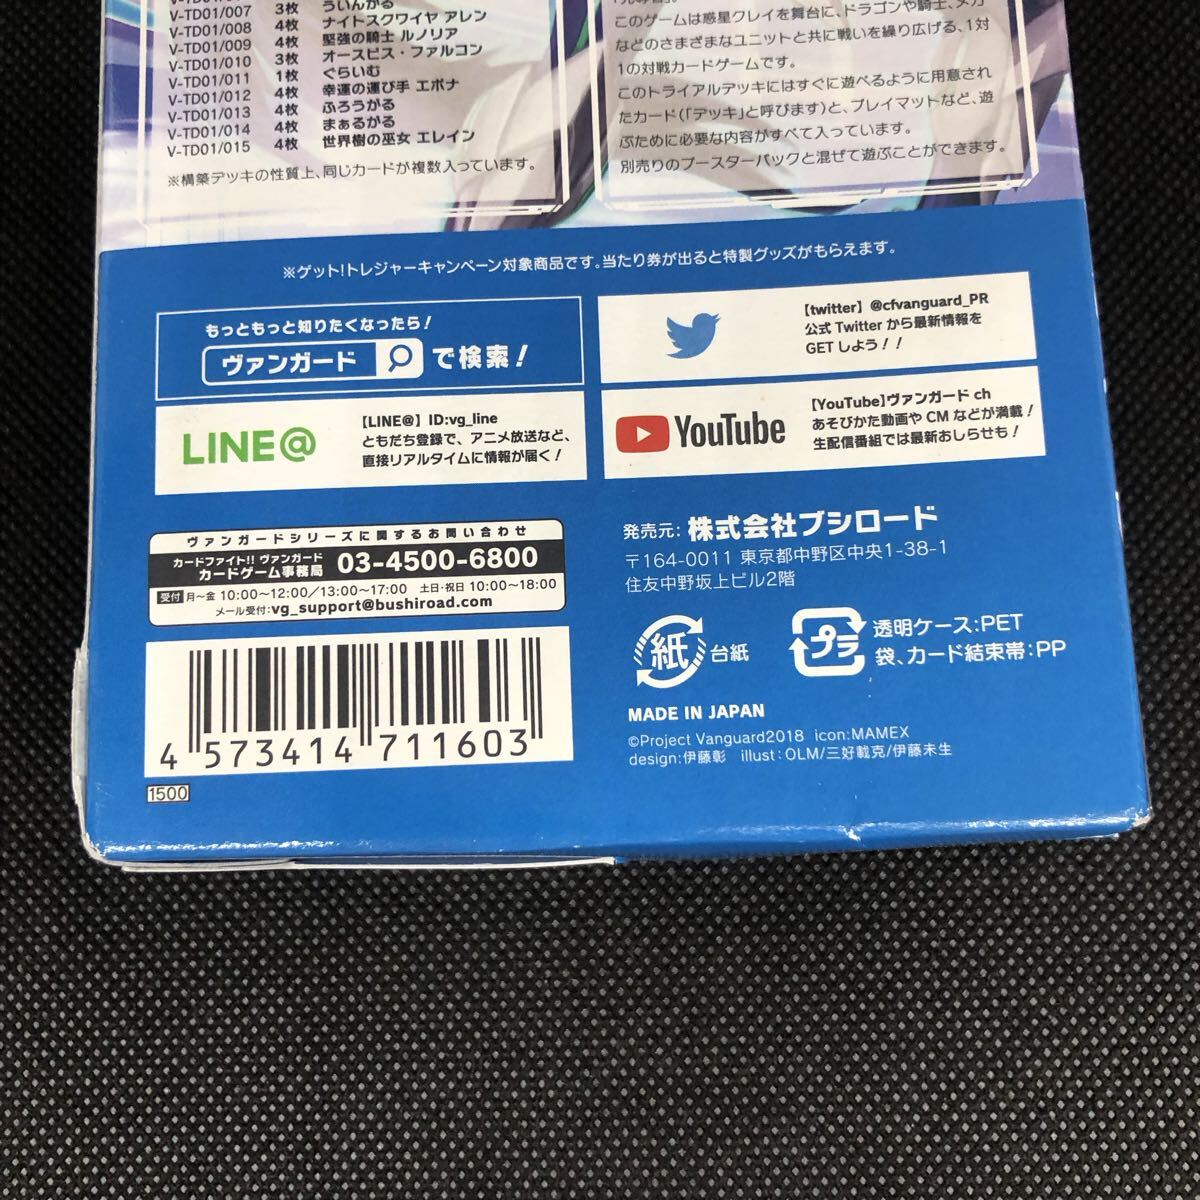 V-TD01/007 3枚 ういんがる
V-TD01/008 4枚 ナイトスクワイヤ アレン
V-TD01/009 4枚 堅強の騎士 ルノリア
V-TD01/010 3枚 オースピス・ファルコン
V-TD01/011 1枚 ぐらいむ
V-TD01/012 4枚 幸運の運び手 エポナ
V-TD01/013 4枚 ふろうがる
V-TD01/014 4枚 まぁるがる
V-TD01/015 4枚 世界樹の巫女 エレイン
※構築デッキの性質上、同じカードが複数入っています。
このゲームは惑星クレイを舞台に、ドラゴンや騎士、メカ
などのさまざまなユニットと共に戦いを繰り広げる、1対
1の対戦カードゲームです。
このトライアルデッキにはすぐに遊べるように用意され
たカード(「デッキ」と呼びます)と、プレイマットなど、遊
ぶために必要な内容がすべて入っています。
別売りのブースターパックと混ぜて遊ぶことができます。
※ゲット!トレジャーキャンペーン対象商品です。当たり券が出ると特製グッズがもらえます。
もっともっと知りたくなったら!
ヴァンガード で検索!
【twitter】@cfvanguard_PR
公式 Twitter から最新情報を
GET しよう!!
LINE@
【LINE@】ID:vg_line
ともだち登録で、アニメ放送など、
直接リアルタイムに情報が届く!
YouTube
【YouTube】ヴァンガード ch
あそびかた動画や CM などが満載!
生配信番組では最新おしらせも!
ヴァンガードシリーズに関するお問い合わせ
カードファイト!! ヴァンガード
カードゲーム事務局 03-4500-6800
受付 月～金 10:00～12:00/13:00～17:00 土日・祝日 10:00～18:00
メール受付:vg_support@bushiroad.com
発売元: 株式会社ブシロード
〒164-0011 東京都中野区中央1-38-1
住友中野坂上ビル2階
紙 台紙
プラ 透明ケース:PET
袋、カード結束帯:PP
MADE IN JAPAN
©Project Vanguard2018 icon:MAMEX
design:伊藤彰 illust:OLM/三好載克/伊藤未生
4 573414 711603
1500